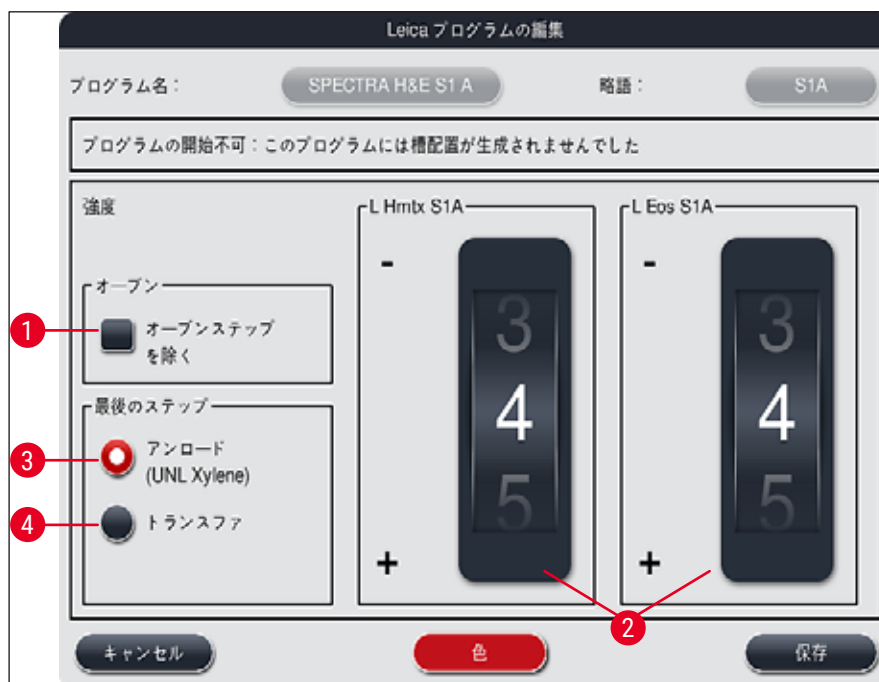 Leica プログラムの編集
プログラム名： SPECTRA H&E S1 A 略語： S1A
プログラムの開始不可：このプログラムには槽配置が生成されませんでした
強度
L Hmtx S1A
L Eos S1A
- -
オーブン
1 オーブンステップ
を除く
3 3
4 4
5 5
最後のステップ
3 アンロード
(UNL Xylene)
4 トランスファ
+ +
2
キャンセル 色 保存